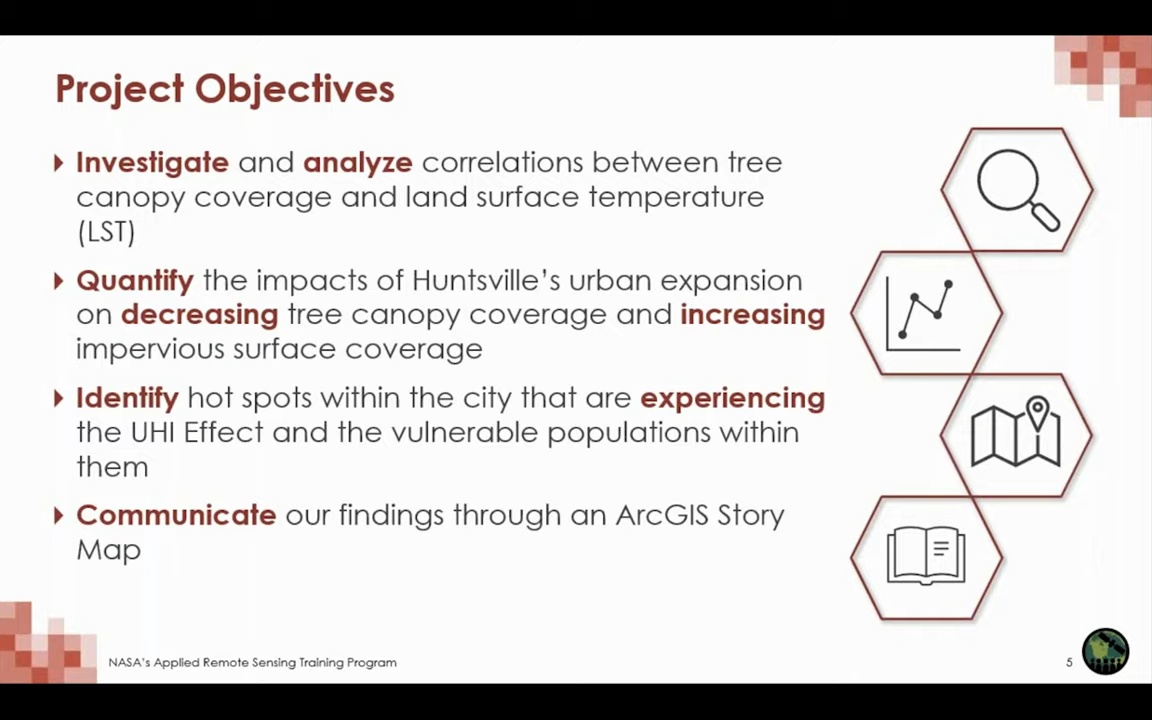 Project Objectives
Investigate and analyze correlations between tree
canopy coverage and land surface temperature
(LST)
Quantify the impacts of Huntsville's urban expansion
on decreasing tree canopy coverage and increasing
impervious surface coverage
Identify hot spots within the city that are experiencing
the UHI Effect and the vulnerable populations within
them
Communicate our findings through an ArcGIS Story
Map
NASA's Applied Remote Sensing Training Program
5